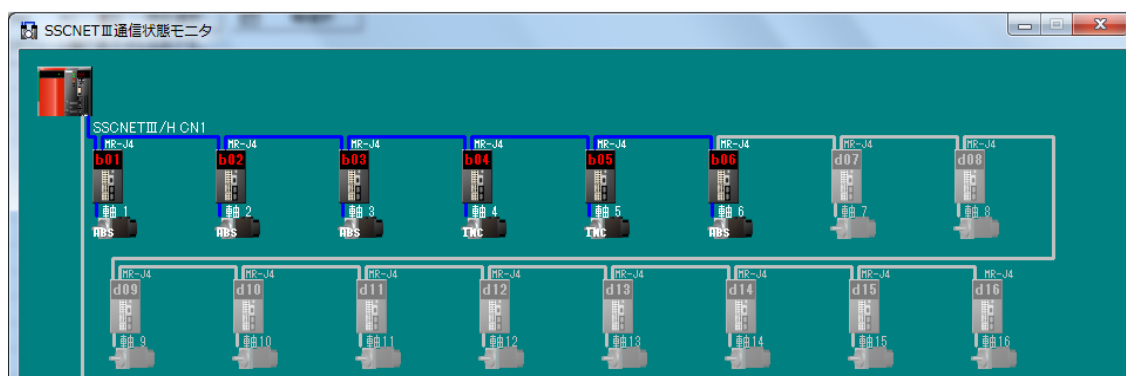 SSCNETⅢ通信状態モニタ
SSCNETⅢ/H CN1
MR-J4 MR-J4 MR-J4 MR-J4 MR-J4 MR-J4 MR-J4 MR-J4
b01 b02 b03 b04 b05 b06 d07 d08
軸 1 軸 2 軸 3 軸 4 軸 5 軸 6 軸 7 軸 8
ABS ABS ABS INC INC ABS
MR-J4 MR-J4 MR-J4 MR-J4 MR-J4 MR-J4 MR-J4 MR-J4
d09 d10 d11 d12 d13 d14 d15 d16
軸 9 軸10 軸11 軸12 軸13 軸14 軸15 軸16